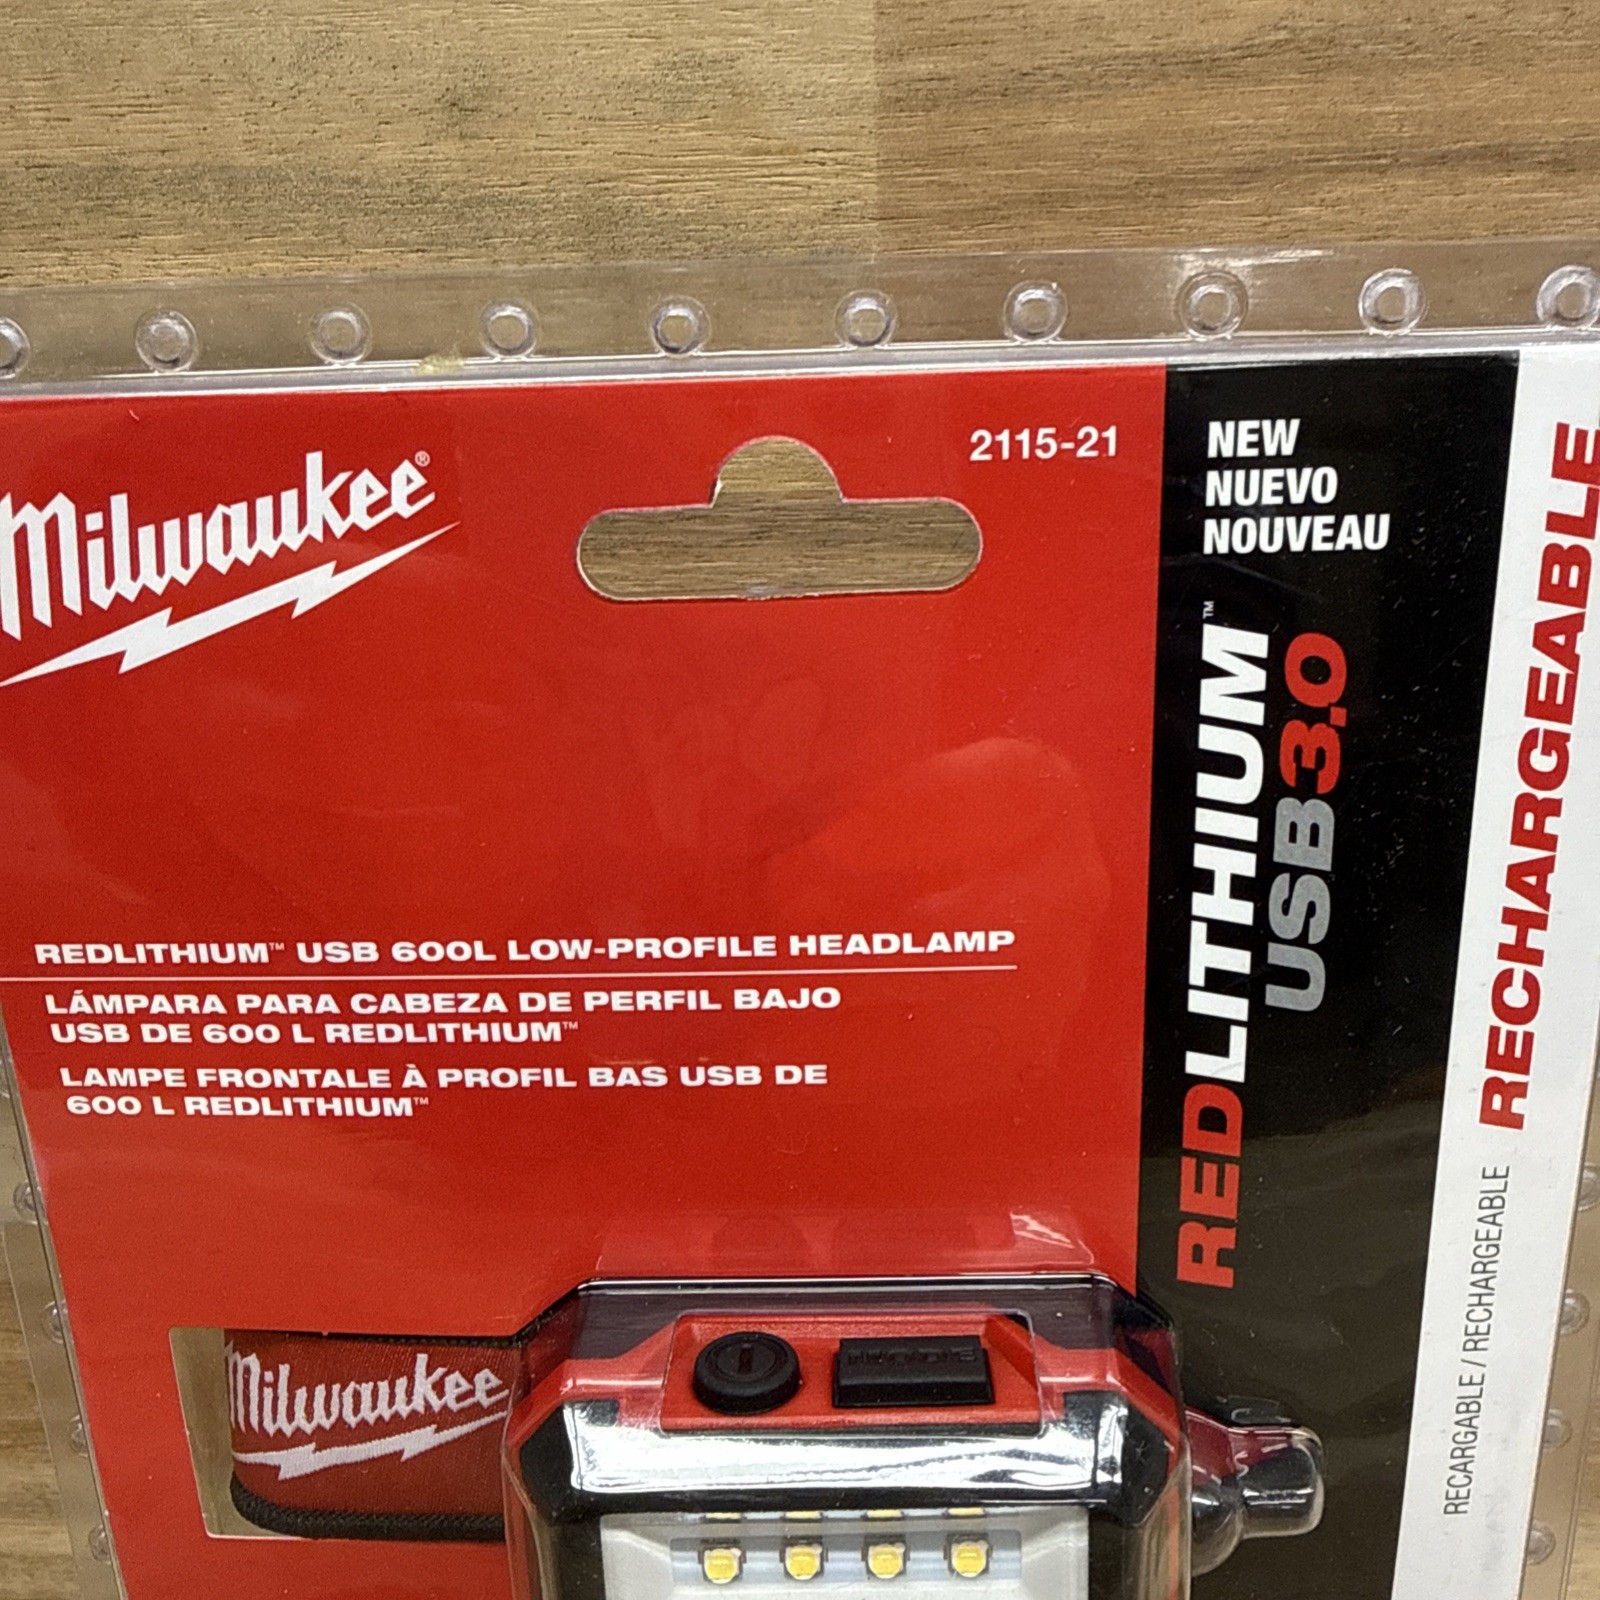 Milwaukee®
2115-21
NEW
NUEVO
NOUVEAU
REDLITHIUM™
USB3.0
RECHARGEABLE
RECARGABLE / RECHARGEABLE
REDLITHIUM™ USB 600L LOW-PROFILE HEADLAMP
LÁMPARA PARA CABEZA DE PERFIL BAJO
USB DE 600 L REDLITHIUM™
LAMPE FRONTALE À PROFIL BAS USB DE
600 L REDLITHIUM™
Milwaukee
MODE